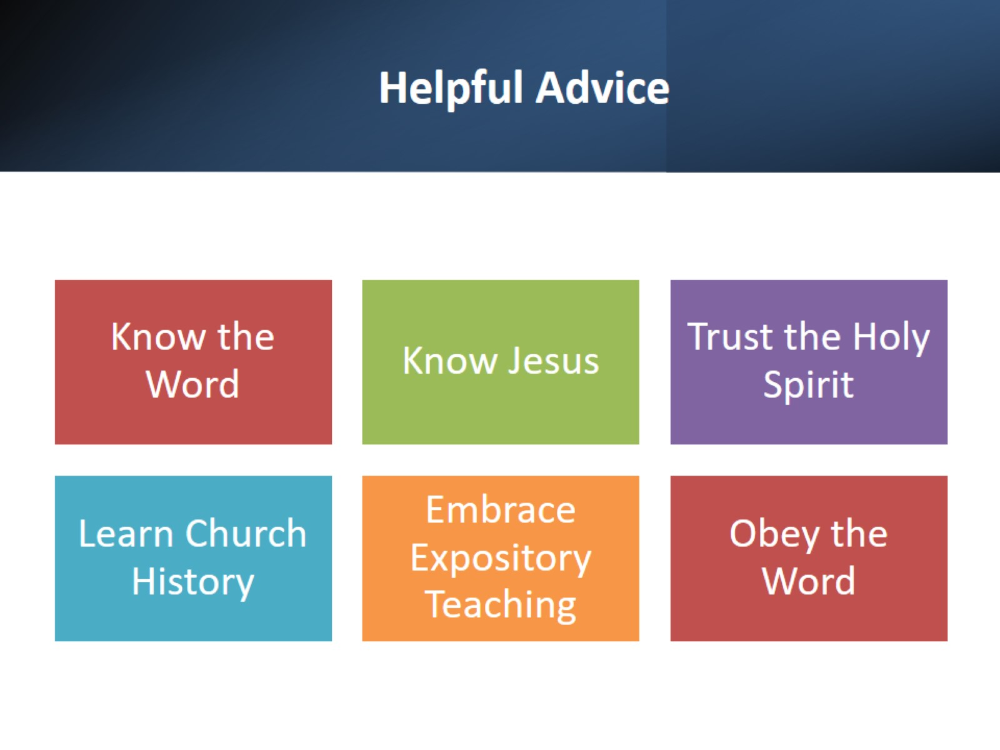 Helpful Advice
Know the
Word
Know Jesus
Trust the Holy
Spirit
Learn Church
History
Embrace
Expository
Teaching
Obey the
Word